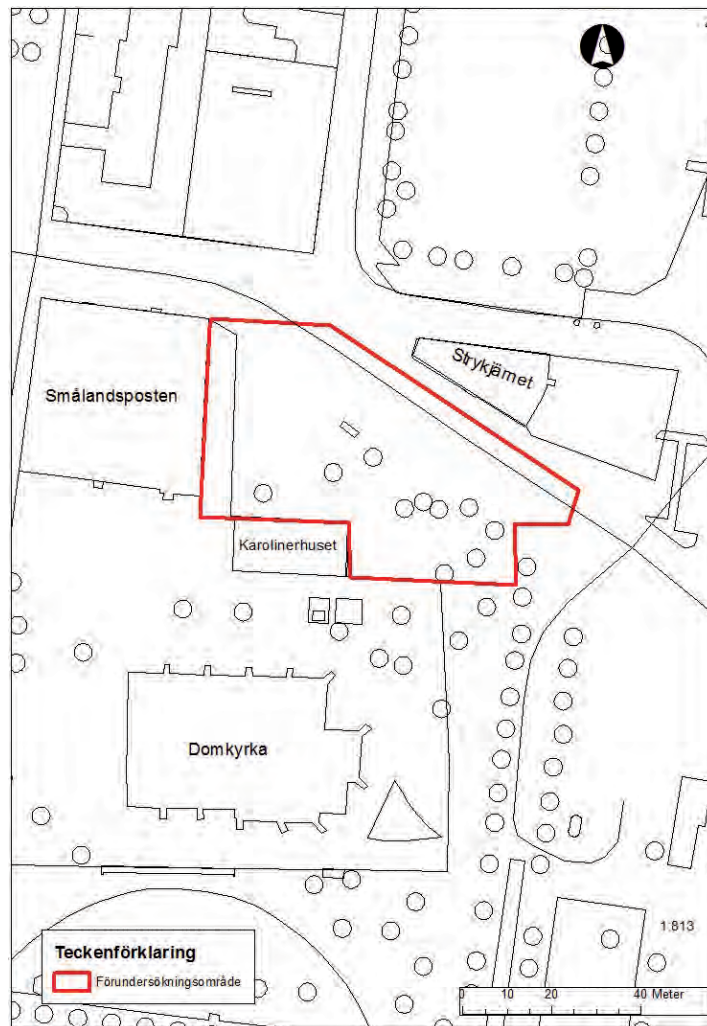 Strykjärnet
Smålandsposten
Karolinerhuset
Domkyrka
1:813
Teckenförklaring
Förundersökningsområde
0 10 20 40 Meter